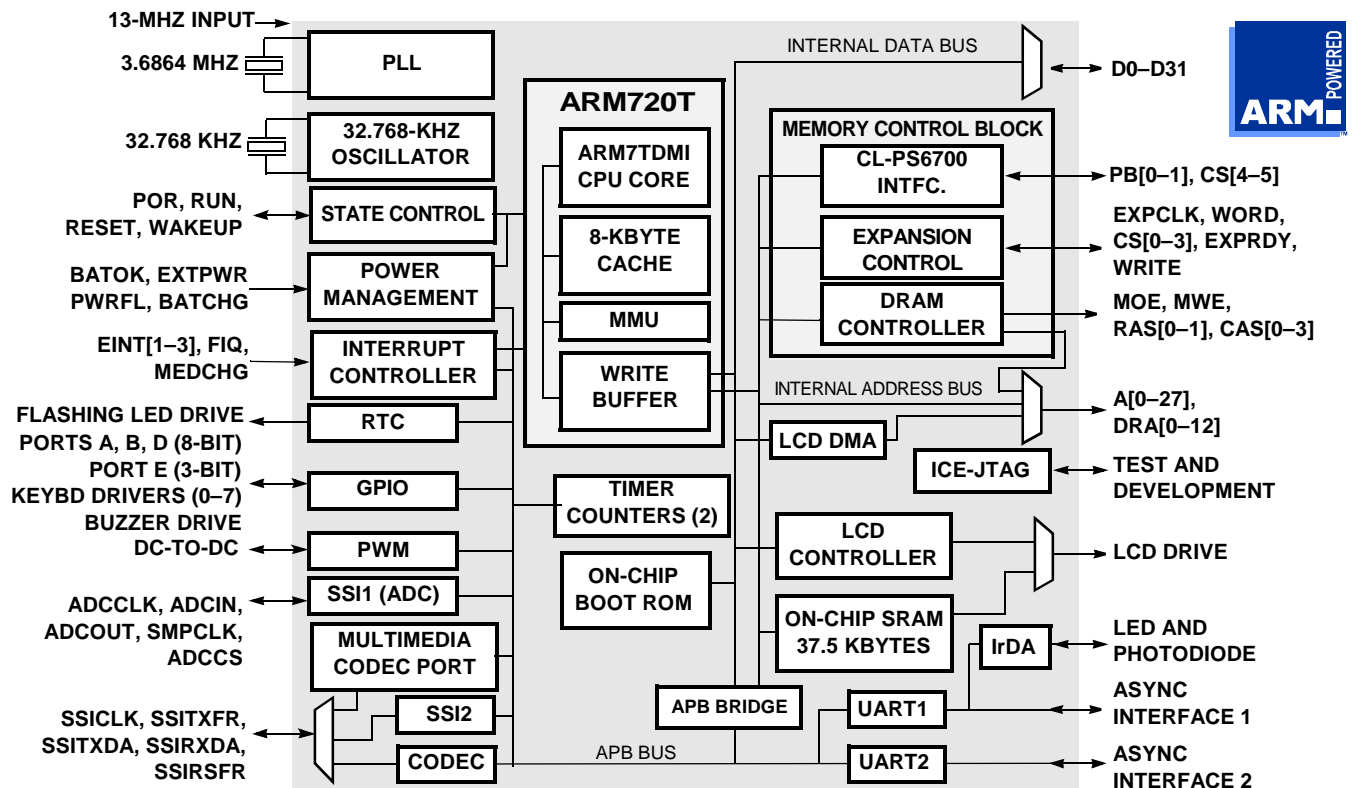 13-MHZ INPUT
3.6864 MHZ
32.768 KHZ
POR, RUN,
RESET, WAKEUP
BATOK, EXTPWR
PWRFL, BATCHG
EINT[1–3], FIQ,
MEDCHG
FLASHING LED DRIVE
PORTS A, B, D (8-BIT)
PORT E (3-BIT)
KEYBD DRIVERS (0–7)
BUZZER DRIVE
DC-TO-DC
ADCCLK, ADCIN,
ADCOUT, SMPCLK,
ADCCS
SSICLK, SSITXFR,
SSITXDA, SSIRXDA,
SSIRSFR
PLL
32.768-KHZ
OSCILLATOR
STATE CONTROL
POWER
MANAGEMENT
INTERRUPT
CONTROLLER
RTC
GPIO
PWM
SSI1 (ADC)
MULTIMEDIA
CODEC PORT
SSI2
CODEC
ARM720T
ARM7TDMI
CPU CORE
8-KBYTE
CACHE
MMU
WRITE
BUFFER
TIMER
COUNTERS (2)
ON-CHIP
BOOT ROM
APB BRIDGE
APB BUS
INTERNAL DATA BUS
MEMORY CONTROL BLOCK
CL-PS6700
INTFC.
EXPANSION
CONTROL
DRAM
CONTROLLER
INTERNAL ADDRESS BUS
LCD DMA
ICE-JTAG
LCD
CONTROLLER
ON-CHIP SRAM
37.5 KBYTES
IrDA
UART1
UART2
D0–D31
PB[0–1], CS[4–5]
EXPCLK, WORD,
CS[0–3], EXPRDY,
WRITE
MOE, MWE,
RAS[0–1], CAS[0–3]
A[0–27],
DRA[0–12]
TEST AND
DEVELOPMENT
LCD DRIVE
LED AND
PHOTODIODE
ASYNC
INTERFACE 1
ASYNC
INTERFACE 2
ARM
POWERED
™